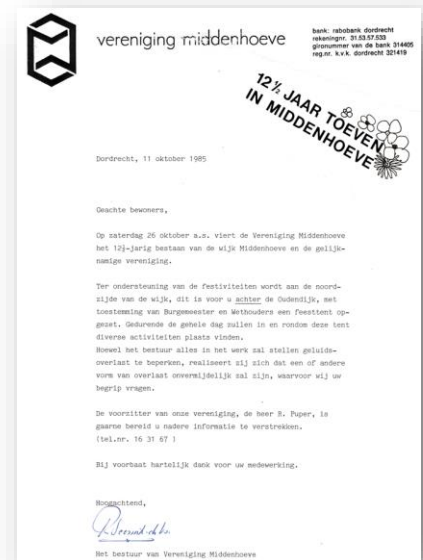 vereniging middenhoeve
bank: rabobank dordrecht
rekeningnr. 31.53.57.533
gironummer van de bank 314405
reg.nr. k.v.k. dordrecht 321419
12½ JAAR TOEVEN
IN MIDDENHOEVE
Dordrecht, 11 oktober 1985
Geachte bewoners,
Op zaterdag 26 oktober a.s. viert de Vereniging Middenhoeve
het 12½-jarig bestaan van de wijk Middenhoeve en de gelijk-
namige vereniging.
Ter ondersteuning van de festiviteiten wordt aan de noord-
zijde van de wijk, dit is voor u achter de Oudendijk, met
toestemming van Burgemeester en Wethouders een feesttent op-
gezet. Gedurende de gehele dag zullen in en rondom deze tent
diverse activiteiten plaats vinden.
Hoewel het bestuur alles in het werk zal stellen geluids-
overlast te beperken, realiseert zij zich dat een of andere
vorm van overlast onvermijdelijk zal zijn, waarvoor wij uw
begrip vragen.
De voorzitter van onze vereniging, de heer B. Puper, is
gaarne bereid u nadere informatie te verstrekken.
(tel.nr. 16 31 67 )
Bij voorbaat hartelijk dank voor uw medewerking.
Hoogachtend,
Het bestuur van Vereniging Middenhoeve